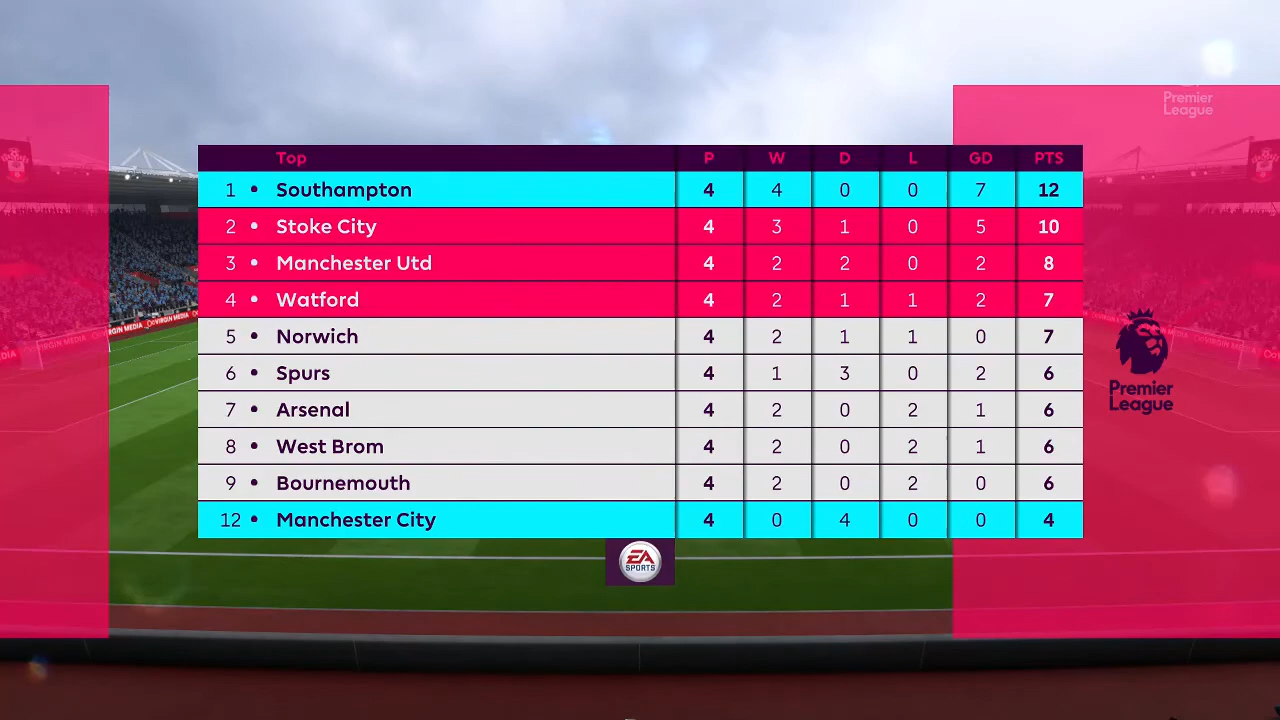 Premier
League
Top P W D L GD PTS
1 • Southampton 4 4 0 0 7 12
2 • Stoke City 4 3 1 0 5 10
3 • Manchester Utd 4 2 2 0 2 8
4 • Watford 4 2 1 1 2 7
5 • Norwich 4 2 1 1 0 7
6 • Spurs 4 1 3 0 2 6
7 • Arsenal 4 2 0 2 1 6
8 • West Brom 4 2 0 2 1 6
9 • Bournemouth 4 2 0 2 0 6
12 • Manchester City 4 0 4 0 0 4
VIRGIN MEDIA
Premier
League
EA
SPORTS